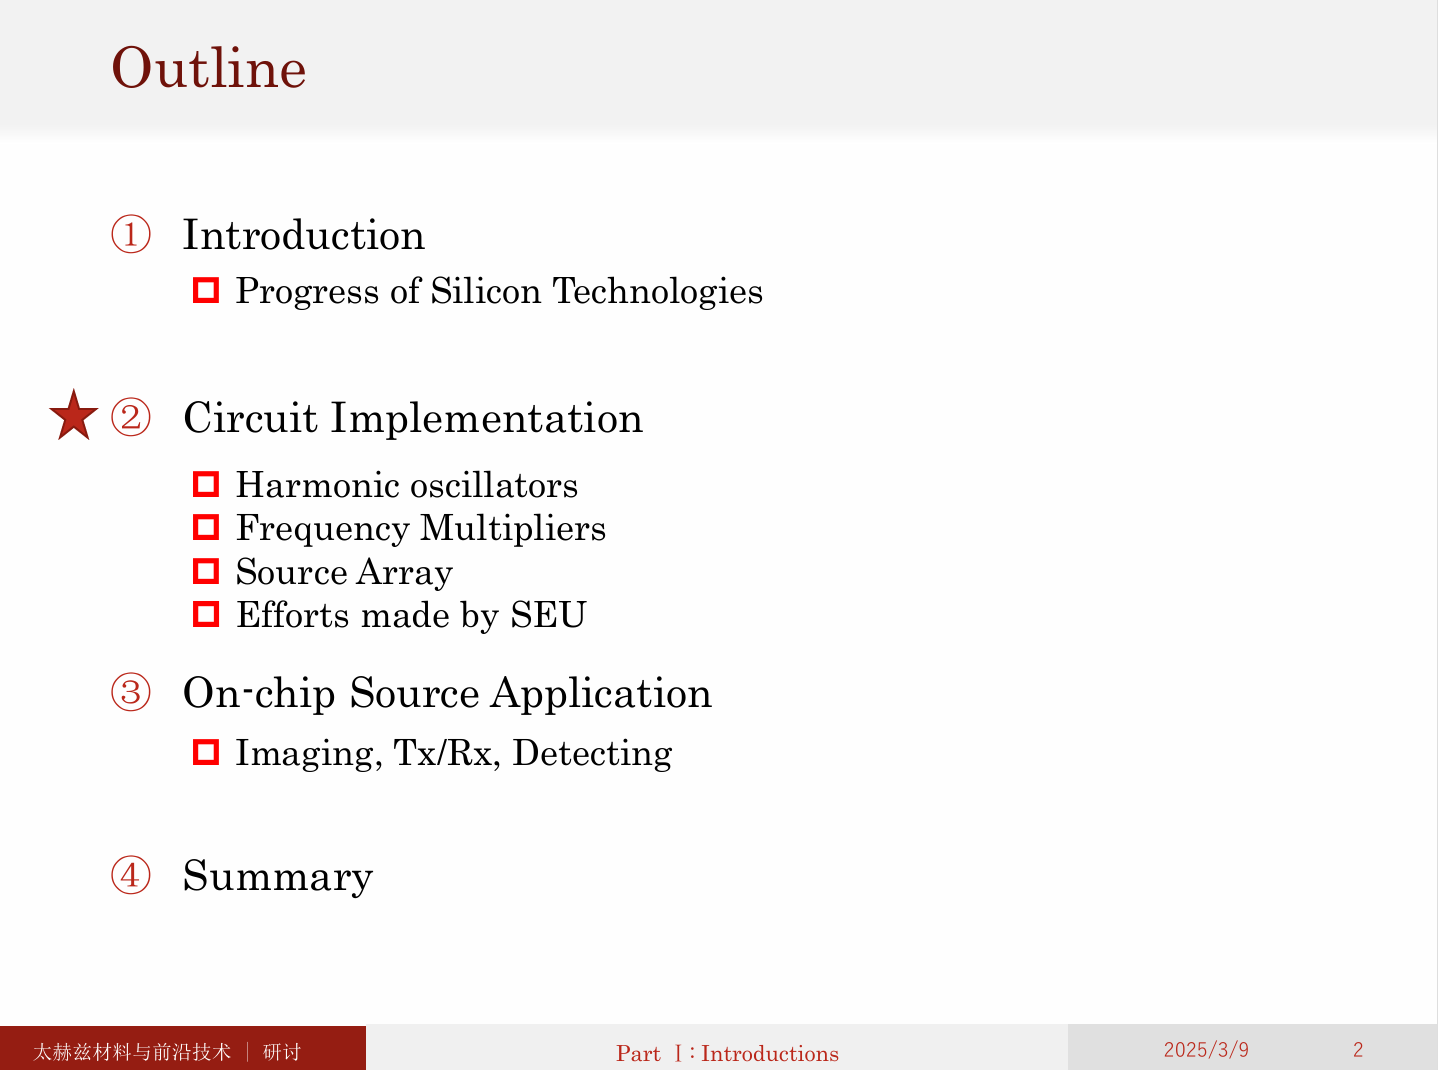 Outline
① Introduction
Progress of Silicon Technologies
② Circuit Implementation
Harmonic oscillators
Frequency Multipliers
Source Array
Efforts made by SEU
③ On-chip Source Application
Imaging, Tx/Rx, Detecting
④ Summary
太赫兹材料与前沿技术 | 研讨
Part Ⅰ: Introductions
2025/3/9
2